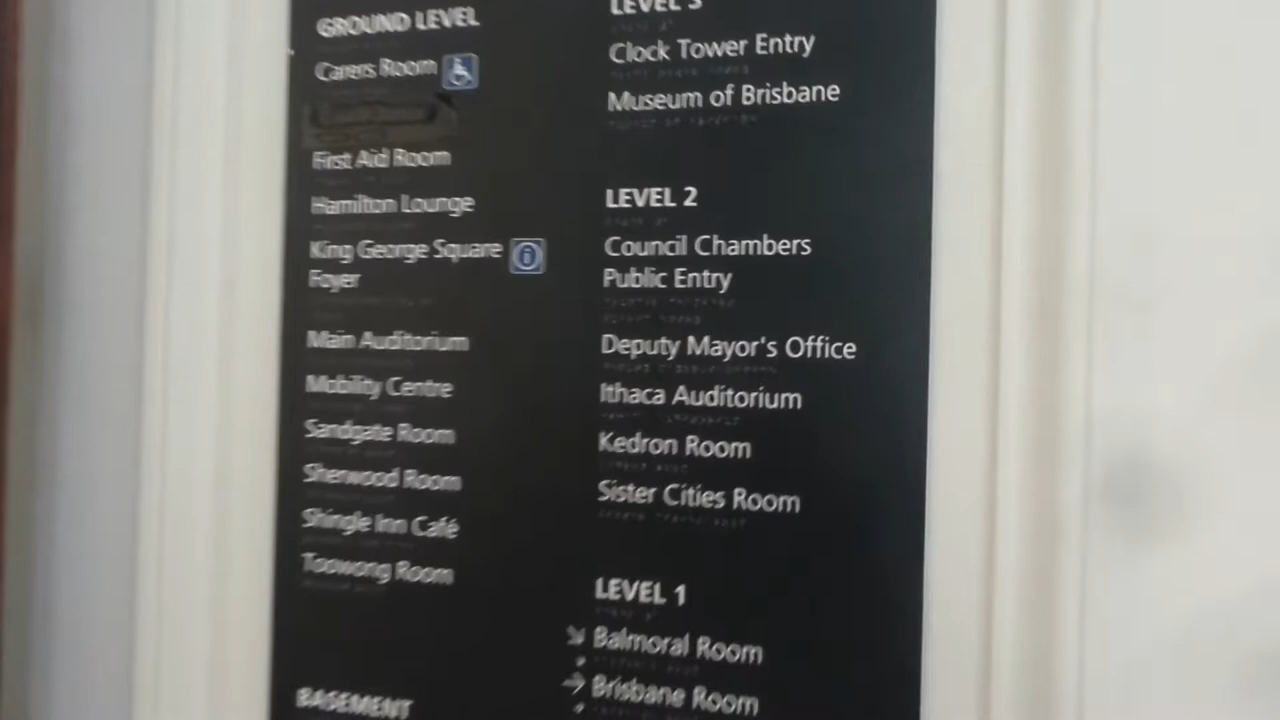 GROUND LEVEL
Carers Room
First Aid Room
Hamilton Lounge
King George Square
Foyer
Main Auditorium
Mobility Centre
Sandgate Room
Sherwood Room
Shingle Inn Café
Toowong Room
BASEMENT
LEVEL 3
Clock Tower Entry
Museum of Brisbane
LEVEL 2
Council Chambers
Public Entry
Deputy Mayor's Office
Ithaca Auditorium
Kedron Room
Sister Cities Room
LEVEL 1
Balmoral Room
Brisbane Room